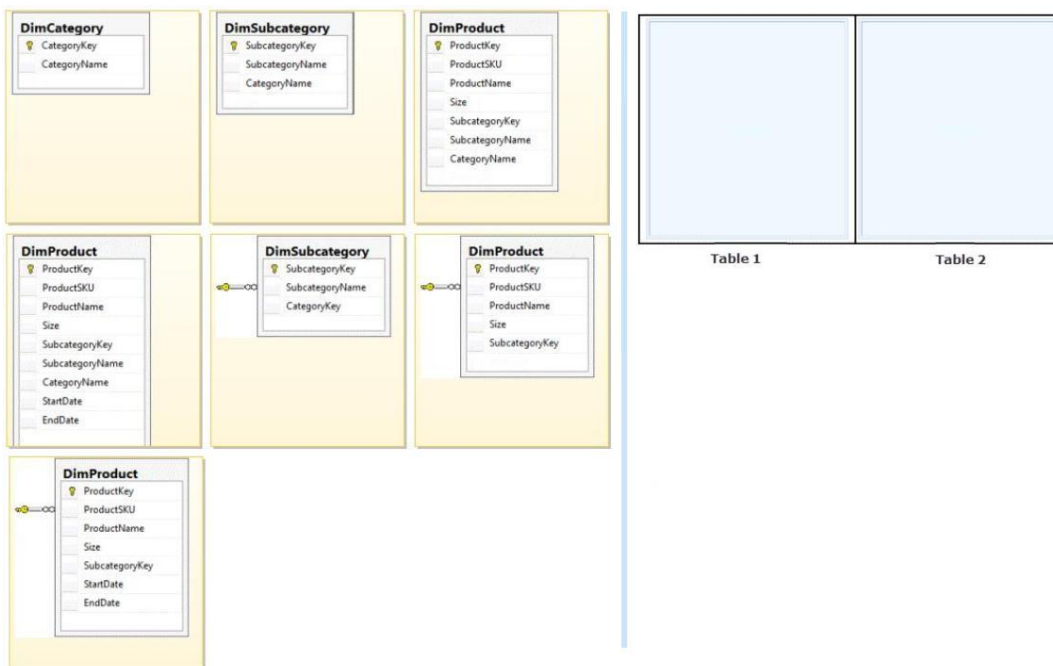 DimCategory
CategoryKey
CategoryName
DimSubcategory
SubcategoryKey
SubcategoryName
CategoryName
DimProduct
ProductKey
ProductSKU
ProductName
Size
SubcategoryKey
SubcategoryName
CategoryName
DimProduct
ProductKey
ProductSKU
ProductName
Size
SubcategoryKey
SubcategoryName
CategoryName
StartDate
EndDate
DimSubcategory
SubcategoryKey
SubcategoryName
CategoryKey
DimProduct
ProductKey
ProductSKU
ProductName
Size
SubcategoryKey
DimProduct
ProductKey
ProductSKU
ProductName
Size
SubcategoryKey
StartDate
EndDate
Table 1
Table 2